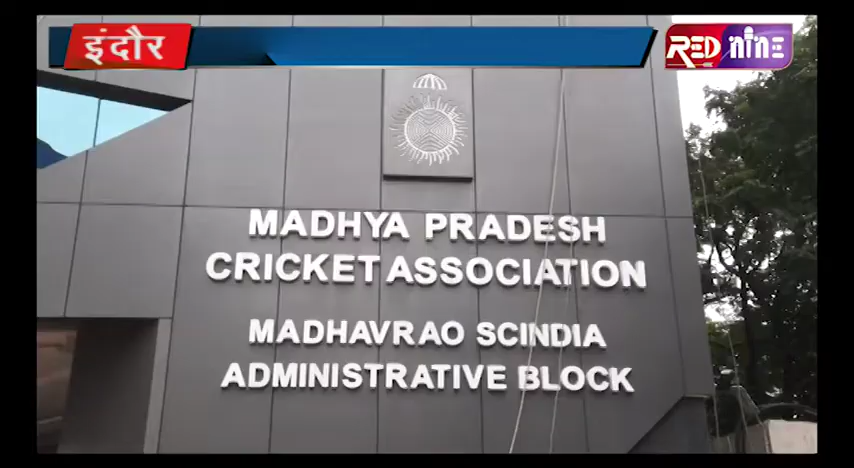 इंदौर
RED NINE
MADHYA PRADESH
CRICKET ASSOCIATION
MADHAVRAO SCINDIA
ADMINISTRATIVE BLOCK